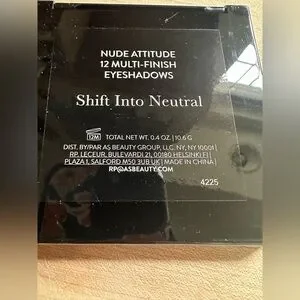 NUDE ATTITUDE
12 MULTI-FINISH
EYESHADOWS
Shift Into Neutral
12M TOTAL NET WT. 0.4 OZ. | 10.6 G
DIST. BY/PAR AS BEAUTY GROUP, LLC, NY, NY 10001 |
RP, LECEUR, BULEVARDI 21, 00180 HELSINKI FI |
PLAZA 1, SALFORD M50 3UB UK | MADE IN CHINA |
RP@ASBEAUTY.COM
4225